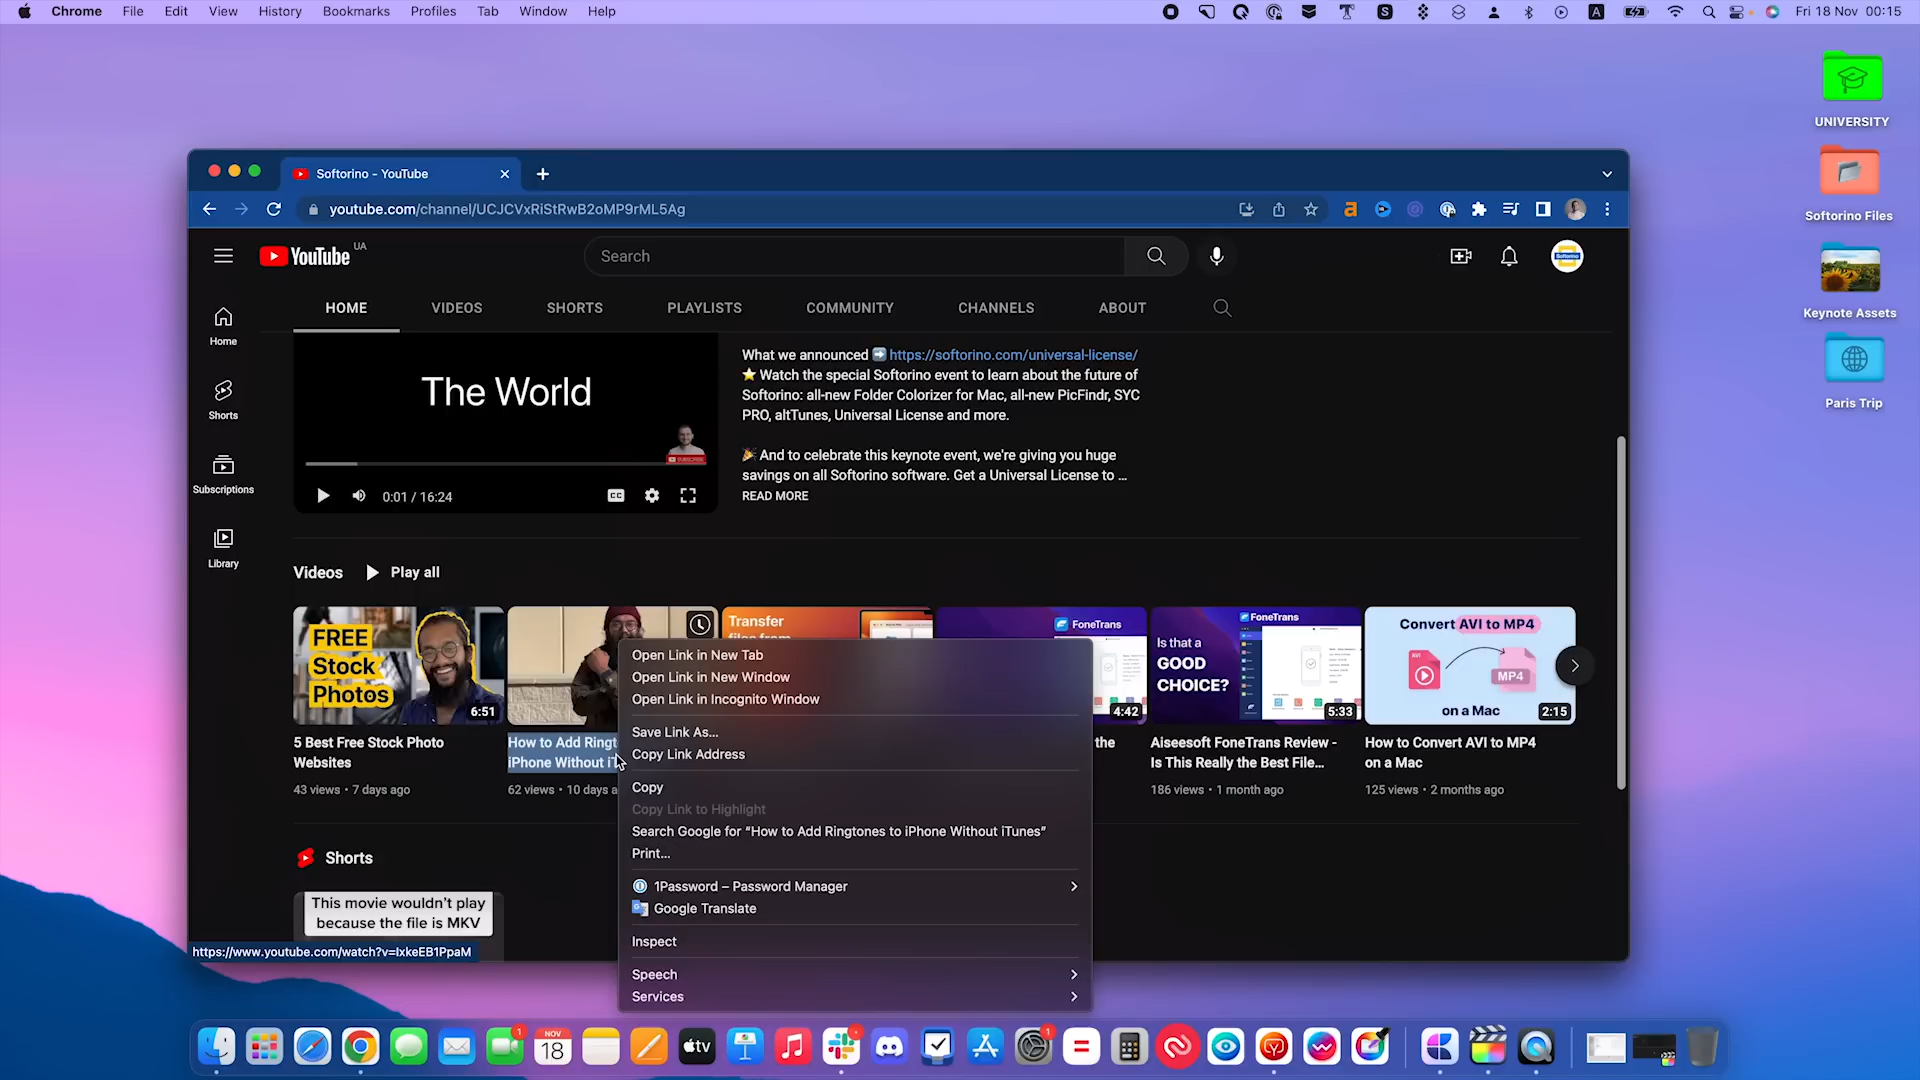 Chrome File Edit View History Bookmarks Profiles Tab Window Help
Fri 18 Nov 00:15
UNIVERSITY
Softorino Files
Keynote Assets
Paris Trip
Softorino - YouTube
youtube.com/channel/UCJCVxRiStRwB2oMP9rML5Ag
YouTube UA
Search
Softorino
HOME VIDEOS SHORTS PLAYLISTS COMMUNITY CHANNELS ABOUT
Home
Shorts
Subscriptions
Library
The World
SUBSCRIBE
0:01 / 16:24
CC
What we announced ➡ https://softorino.com/universal-license/
⭐ Watch the special Softorino event to learn about the future of
Softorino: all-new Folder Colorizer for Mac, all-new PicFindr, SYC
PRO, altTunes, Universal License and more.
🎉 And to celebrate this keynote event, we're giving you huge
savings on all Softorino software. Get a Universal License to ...
READ MORE
Videos Play all
FREE
Stock
Photos
6:51
5 Best Free Stock Photo
Websites
43 views • 7 days ago
How to Add Ringt
iPhone Without iT
62 views • 10 days a
Transfer
files from
FoneTrans
4:42
the
FoneTrans
Is that a
GOOD
CHOICE?
5:33
Aiseesoft FoneTrans Review -
Is This Really the Best File...
186 views • 1 month ago
Convert AVI to MP4
AVI
MP4
on a Mac
2:15
How to Convert AVI to MP4
on a Mac
125 views • 2 months ago
Open Link in New Tab
Open Link in New Window
Open Link in Incognito Window
Save Link As...
Copy Link Address
Copy
Copy Link to Highlight
Search Google for “How to Add Ringtones to iPhone Without iTunes”
Print...
1Password – Password Manager
Google Translate
Inspect
Speech
Services
Shorts
This movie wouldn't play
because the file is MKV
https://www.youtube.com/watch?v=IxkeEB1PpaM
1
NOV
18
tv
1